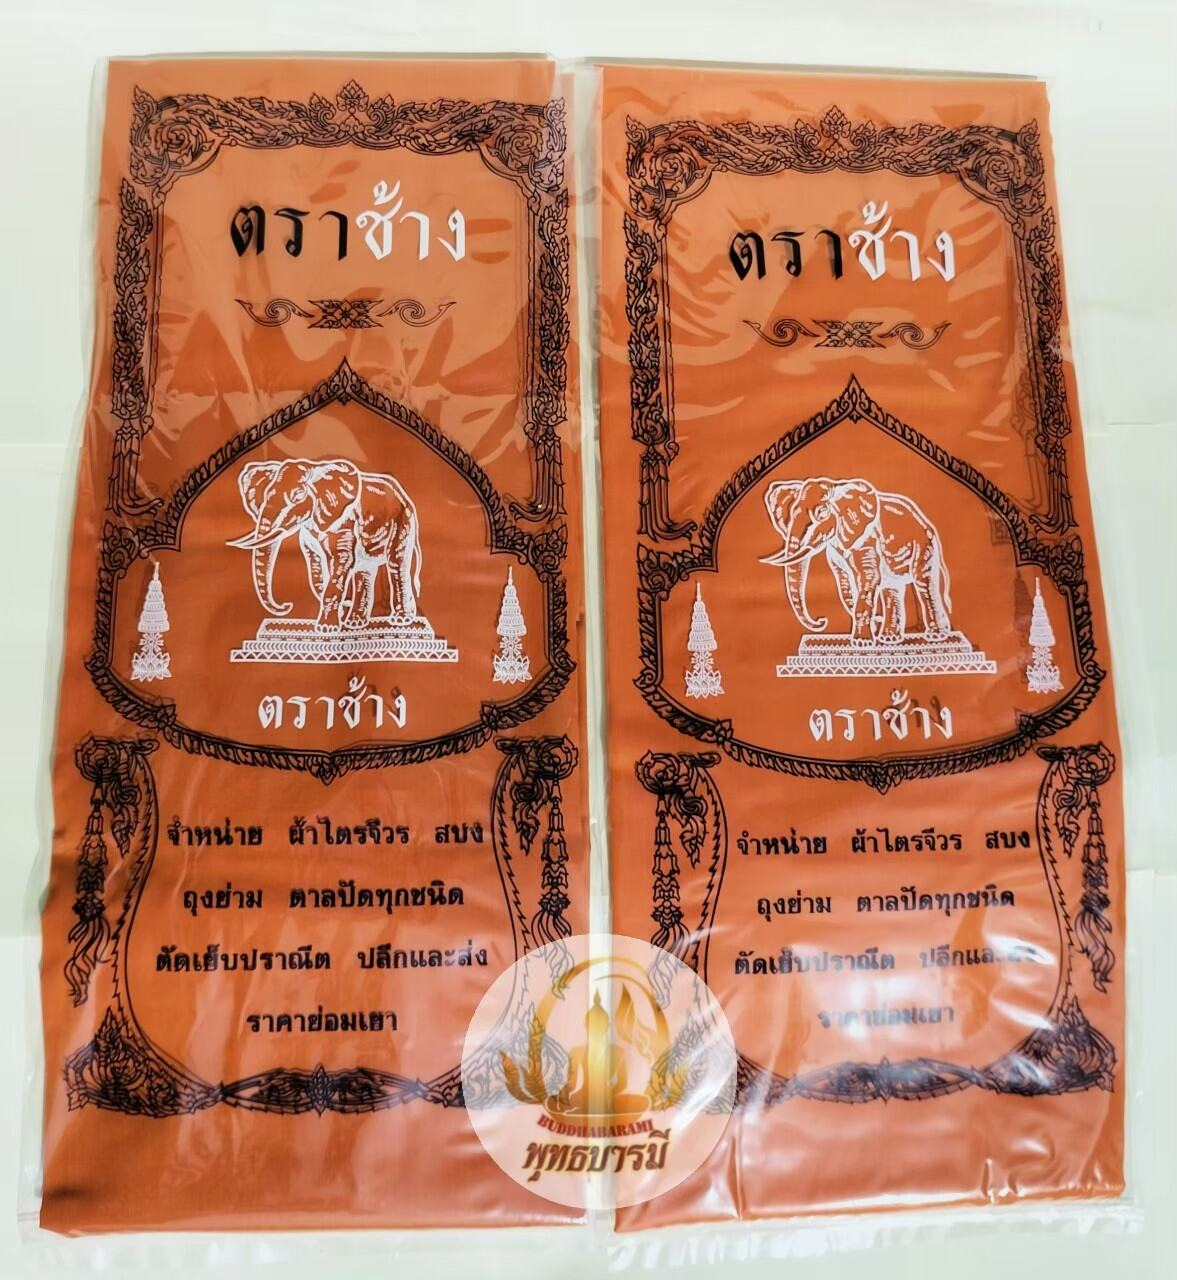 ตราช้าง
ตราช้าง
จำหน่าย ผ้าไตรจีวร สบง
ถุงย่าม ตาลปัดทุกชนิด
ตัดเย็บปราณีต ปลีกและส่ง
ราคาย่อมเยา
ตราช้าง
ตราช้าง
จำหน่าย ผ้าไตรจีวร สบง
ถุงย่าม ตาลปัดทุกชนิด
ตัดเย็บปราณีต ปลีกและส่ง
ราคาย่อมเยา
BUDDHABARAMI
พุทธบารมี